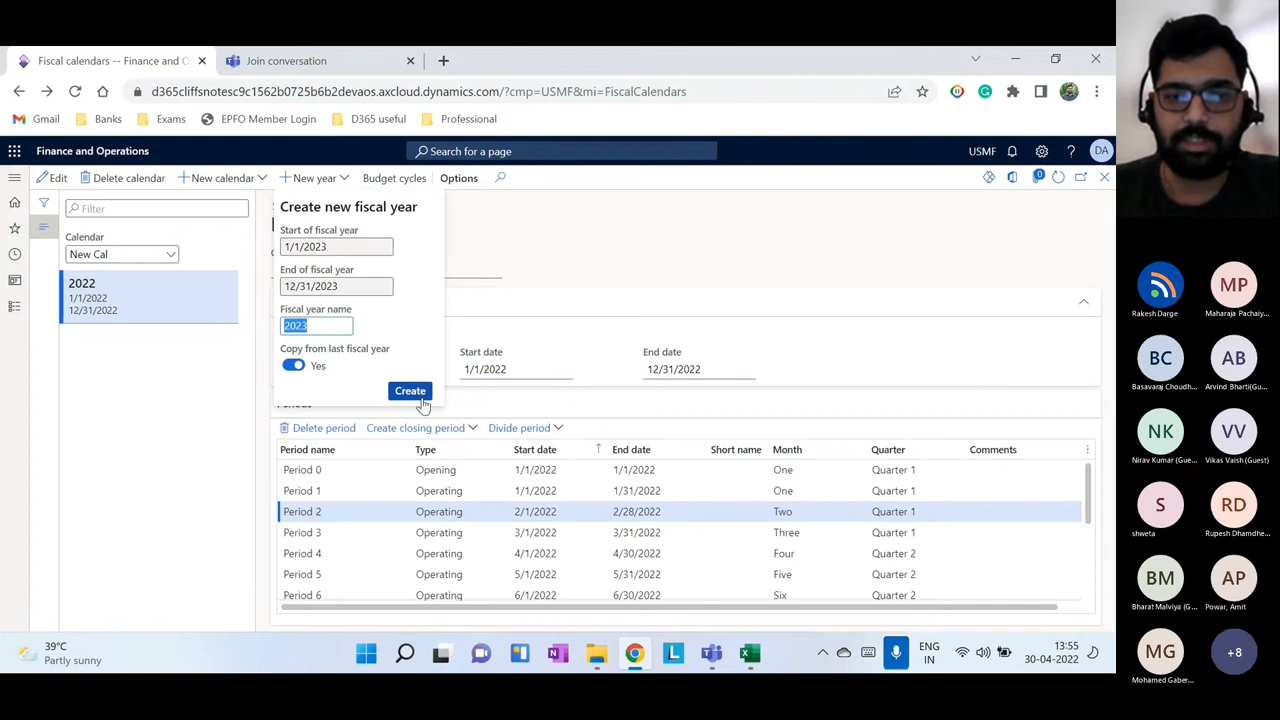 Fiscal calendars -- Finance and O
Join conversation
d365cliffsnotesc9c1562b0725b6b2devaos.axcloud.dynamics.com/?cmp=USMF&mi=FiscalCalendars
Gmail
Banks
Exams
EPFO Member Login
D365 useful
Professional
Finance and Operations
Search for a page
USMF
DA
Edit
Delete calendar
New calendar
New year
Budget cycles
Options
0
Filter
Calendar
New Cal
2022
1/1/2022
12/31/2022
Create new fiscal year
Start of fiscal year
1/1/2023
End of fiscal year
12/31/2023
Fiscal year name
2023
Copy from last fiscal year
Yes
Create
Start date
1/1/2022
End date
12/31/2022
Delete period
Create closing period
Divide period
Period name Type Start date End date Short name Month Quarter Comments
Period 0 Opening 1/1/2022 1/1/2022 One Quarter 1
Period 1 Operating 1/1/2022 1/31/2022 One Quarter 1
Period 2 Operating 2/1/2022 2/28/2022 Two Quarter 1
Period 3 Operating 3/1/2022 3/31/2022 Three Quarter 1
Period 4 Operating 4/1/2022 4/30/2022 Four Quarter 2
Period 5 Operating 5/1/2022 5/31/2022 Five Quarter 2
Period 6 Operating 6/1/2022 6/30/2022 Six Quarter 2
39°C
Partly sunny
ENG
IN
13:55
30-04-2022
Rakesh Darge
MP
Maharaja Pachaiy...
BC
Basavaraj Choudh...
AB
Arvind Bharti(Gu...
NK
Nirav Kumar (Gue...
VV
Vikas Vaish (Guest)
S
shweta
RD
Rupesh Dhamdhe...
BM
Bharat Malviya (G...
AP
Powar, Amit
MG
Mohamed Gaber...
+8